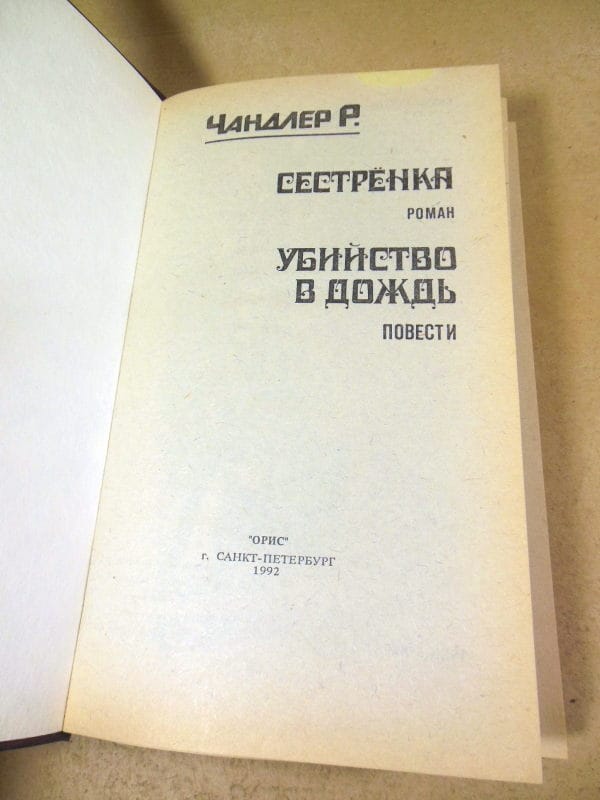 ЧАНДЛЕР Р.
СЕСТРЁНКА
РОМАН
УБИЙСТВО
В ДОЖДЬ
ПОВЕСТИ
"ОРИС"
г. САНКТ-ПЕТЕРБУРГ
1992